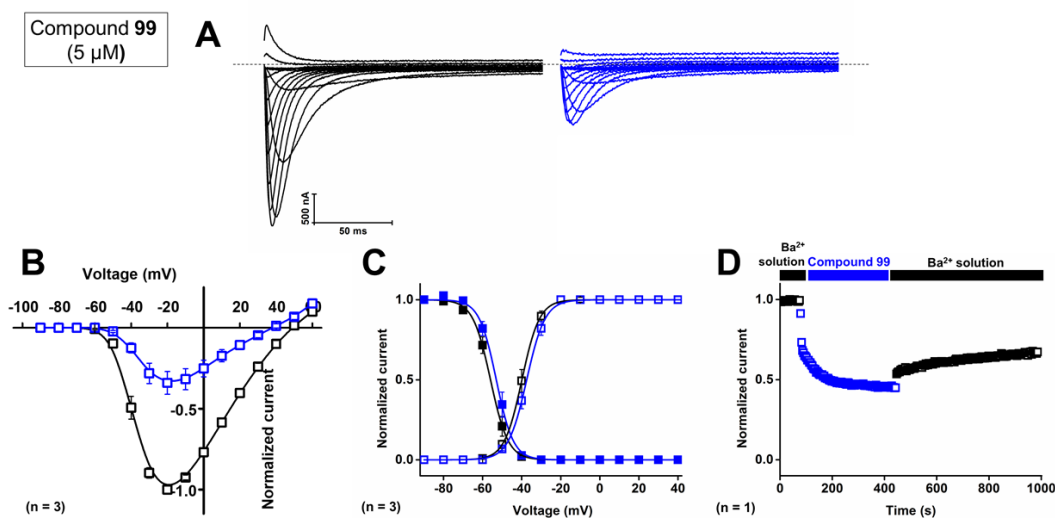 Compound 99
(5 µM)
A
500 nA
50 ms
B
Voltage (mV)
-100 -80 -60 -40 -20 20 40 60
-0.5
-1.0
Normalized current
(n = 3)
C
Normalized current
1.0
0.5
0.0
-80 -60 -40 -20 0 20 40
Voltage (mV)
(n = 3)
D
Ba²⁺
solution
Compound 99
Ba²⁺ solution
Normalized current
1.0
0.5
0.0
0 200 400 600 800 1000
Time (s)
(n = 1)